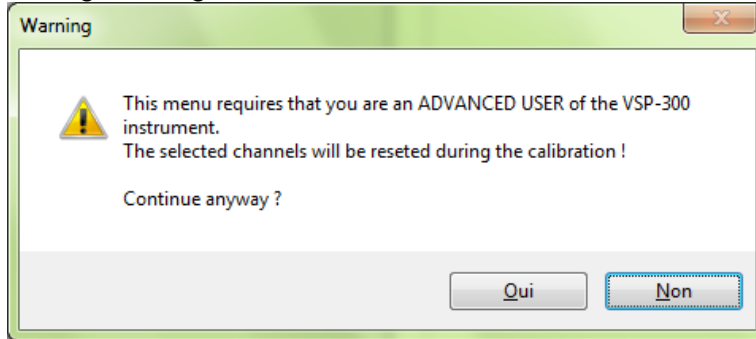 Warning
This menu requires that you are an ADVANCED USER of the VSP-300
instrument.
The selected channels will be reseted during the calibration !
Continue anyway ?
Oui
Non